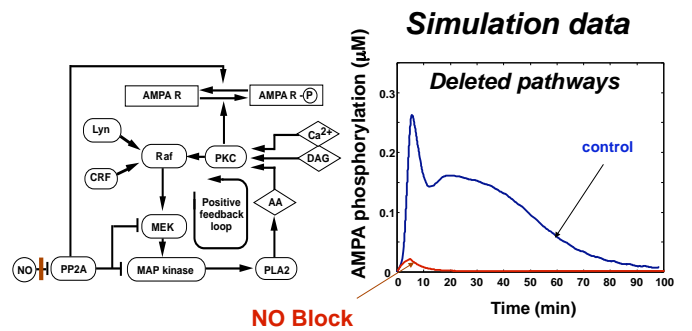 Simulation data
AMPA R
AMPA R - P
Lyn
Ca2+
Raf
PKC
DAG
CRF
AA
Positive
feedback
loop
MEK
NO
PP2A
MAP kinase
PLA2
NO Block
Deleted pathways
control
AMPA phosphorylation (μM)
0.3
0.2
0.1
0
0 10 20 30 40 50 60 70 80 90 100
Time (min)